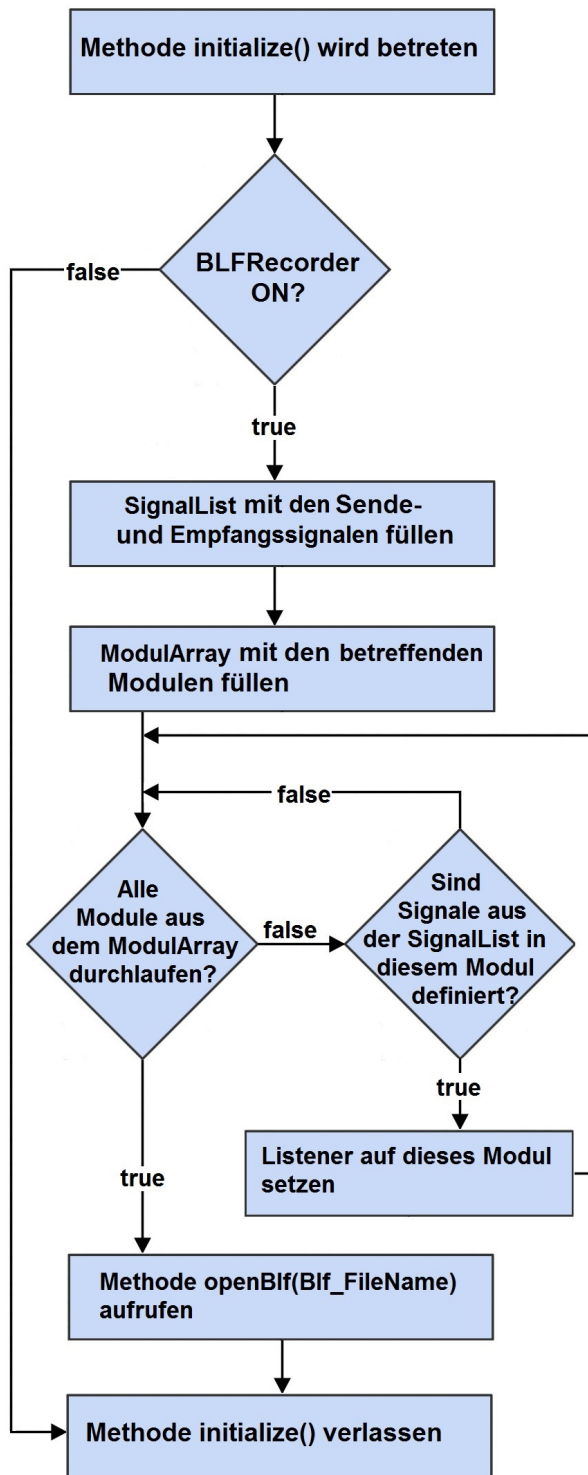 Methode initialize() wird betreten
BLFRecorder
ON?
false
true
SignalList mit den Sende-
und Empfangssignalen füllen
ModulArray mit den betreffenden
Modulen füllen
false
Alle
Module aus
dem ModulArray
durchlaufen?
false
Sind
Signale aus
der SignalList in
diesem Modul
definiert?
true
true
Listener auf dieses Modul
setzen
Methode openBlf(Blf_FileName)
aufrufen
Methode initialize() verlassen